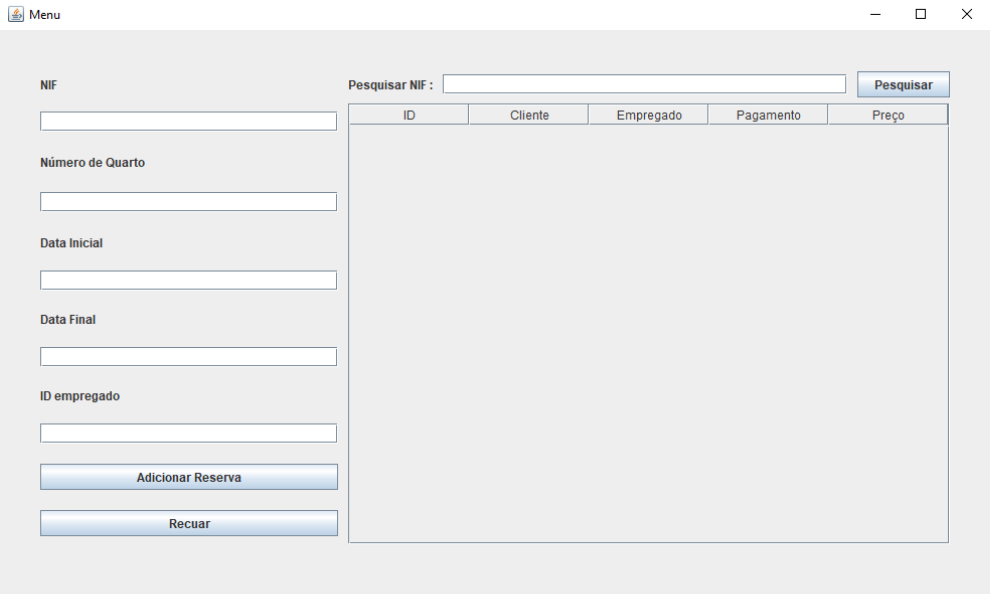 Menu
NIF
Pesquisar NIF :
Pesquisar
ID
Cliente
Empregado
Pagamento
Preço
Número de Quarto
Data Inicial
Data Final
ID empregado
Adicionar Reserva
Recuar